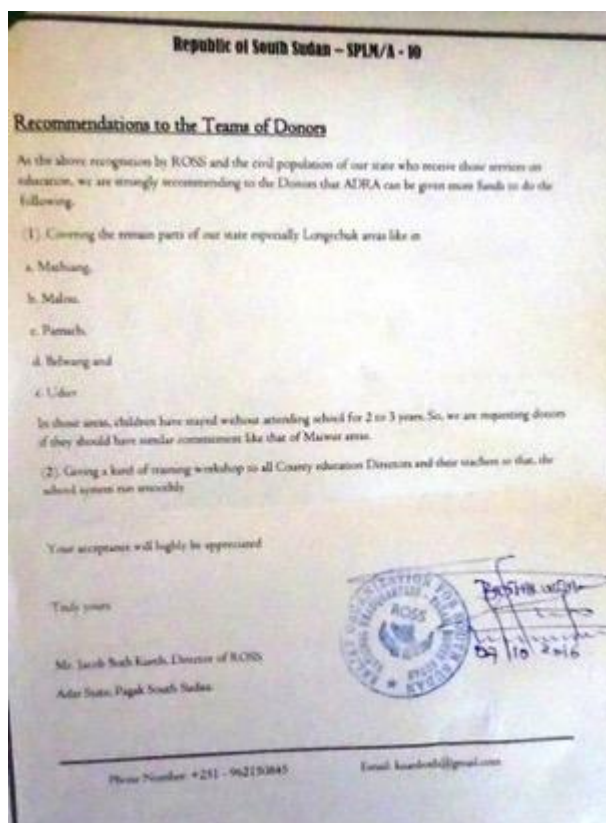 Republic of South Sudan – SPLM/A - IO
Recommendations to the Teams of Donors
As the above recognition by ROSS and the civil population of our state who receive those services on
education, we are strongly recommending to the Donors that ADRA can be given more funds to do the
following.
(1). Covering the remain parts of our state especially Longechuk areas like in
a. Mathiang,
b. Malou,
c. Pamach,
d. Belwang and
e. Udier
In those areas, children have stayed without attending school for 2 to 3 years. So, we are requesting donors
if they should have similar commitment like that of Maiwut areas.
(2). Giving a kind of training workshop to all County education Directors and their teachers so that, the
school system run smoothly
Your acceptance will highly be appreciated
Truly yours
ROSS
09/10/2016
Mr. Jacob Both Kueth, Director of ROSS
Adar State, Pagak South Sudan
Phone Number: +251 - 962150845
Email: